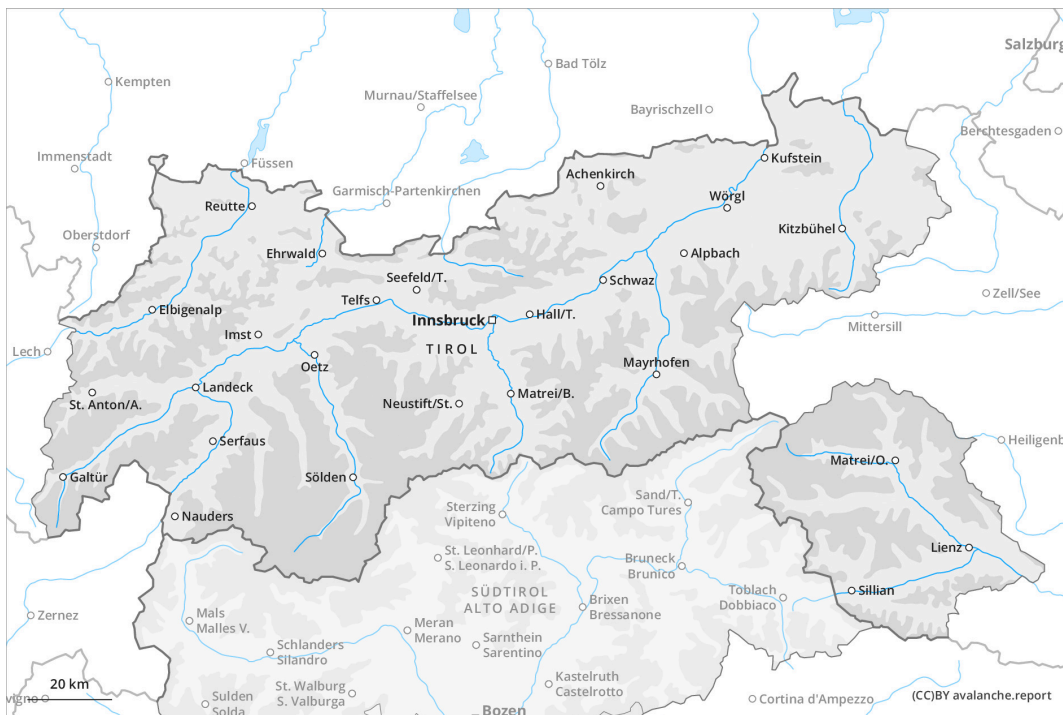 Salzburg
Bad Tölz
Kempten
Murnau/Staffelsee
Bayrischzell
Berchtesgaden
Immenstadt
Füssen
Kufstein
Garmisch-Partenkirchen
Achenkirch
Reutte
Wörgl
Oberstdorf
Kitzbühel
Ehrwald
Alpbach
Seefeld/T.
Schwaz
Zell/See
Telfs
Elbigenalp
Innsbruck
Hall/T.
Mittersill
Imst
TIROL
Lech
Oetz
Mayrhofen
Landeck
St. Anton/A.
Neustift/St.
Matrei/B.
Serfaus
Heiligenb
Matrei/O.
Galtür
Sölden
Sand/T.
Campo Tures
Sterzing
Vipiteno
Nauders
Lienz
St. Leonhard/P.
S. Leonardo i. P.
Bruneck
Brunico
SÜDTIROL
ALTO ADIGE
Toblach
Dobbiaco
Sillian
Brixen
Bressanone
Zernez
Mals
Malles V.
Meran
Merano
Sarnthein
Sarentino
Schlanders
Silandro
Kastelruth
Castelrotto
20 km
St. Walburg
S. Valburga
vigno
Sulden
Solda
Cortina d'Ampezzo
(CC)BY avalanche.report
Bozen